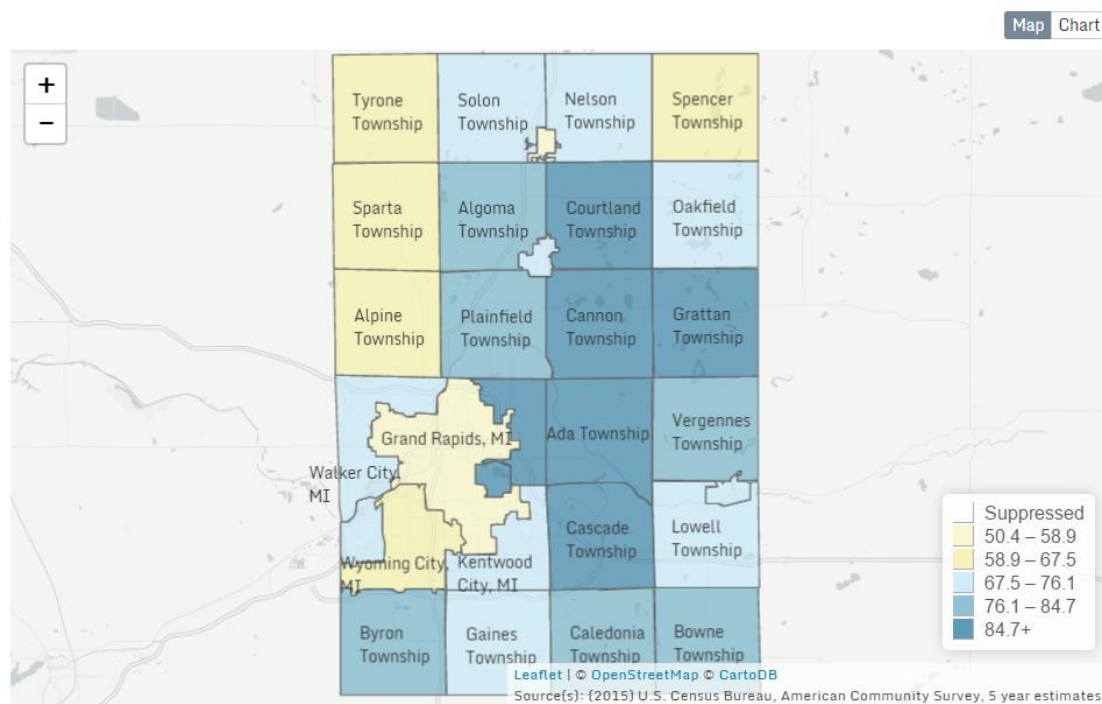 Map Chart
+
−
Tyrone
Township
Solon
Township
Nelson
Township
Spencer
Township
Sparta
Township
Algoma
Township
Courtland
Township
Oakfield
Township
Alpine
Township
Plainfield
Township
Cannon
Township
Grattan
Township
Grand Rapids, MI
Ada Township
Vergennes
Township
Walker City,
MI
Cascade
Township
Lowell
Township
Wyoming City,
MI
Kentwood
City, MI
Byron
Township
Gaines
Township
Caledonia
Township
Bowne
Township
Suppressed
50.4 – 58.9
58.9 – 67.5
67.5 – 76.1
76.1 – 84.7
84.7+
Leaflet | © OpenStreetMap © CartoDB
Source(s): (2015) U.S. Census Bureau, American Community Survey, 5 year estimates